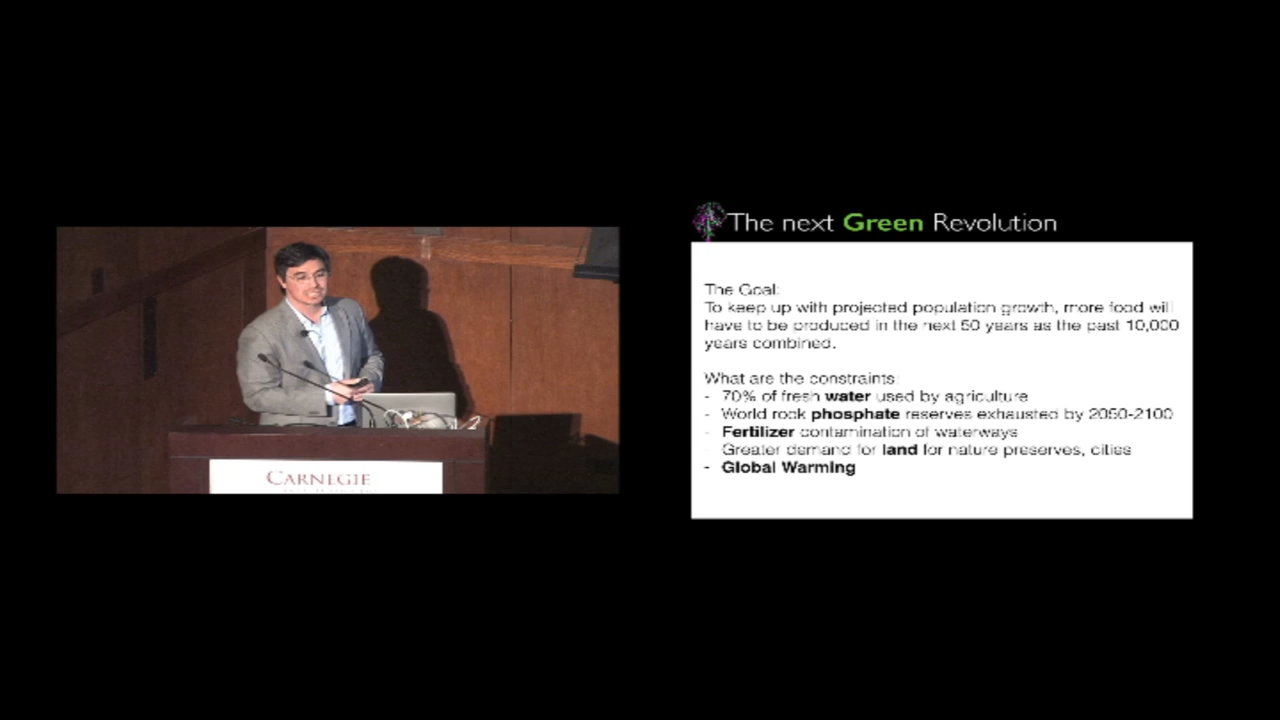 The next Green Revolution
The Goal:
To keep up with projected population growth, more food will
have to be produced in the next 50 years as the past 10,000
years combined.
What are the constraints:
- 70% of fresh water used by agriculture
- World rock phosphate reserves exhausted by 2050-2100
- Fertilizer contamination of waterways
- Greater demand for land for nature preserves, cities
- Global Warming
CARNEGIE